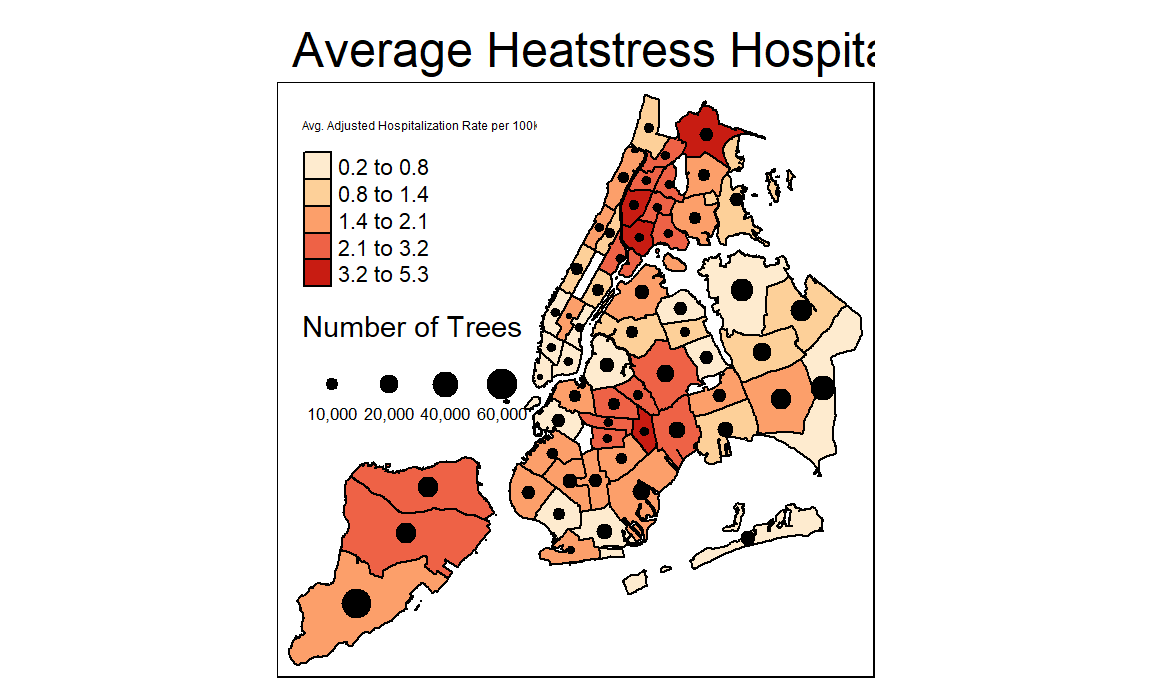 Average Heatstress Hospita
Avg. Adjusted Hospitalization Rate per 100k
0.2 to 0.8
0.8 to 1.4
1.4 to 2.1
2.1 to 3.2
3.2 to 5.3
Number of Trees
10,000 20,000 40,000 60,000